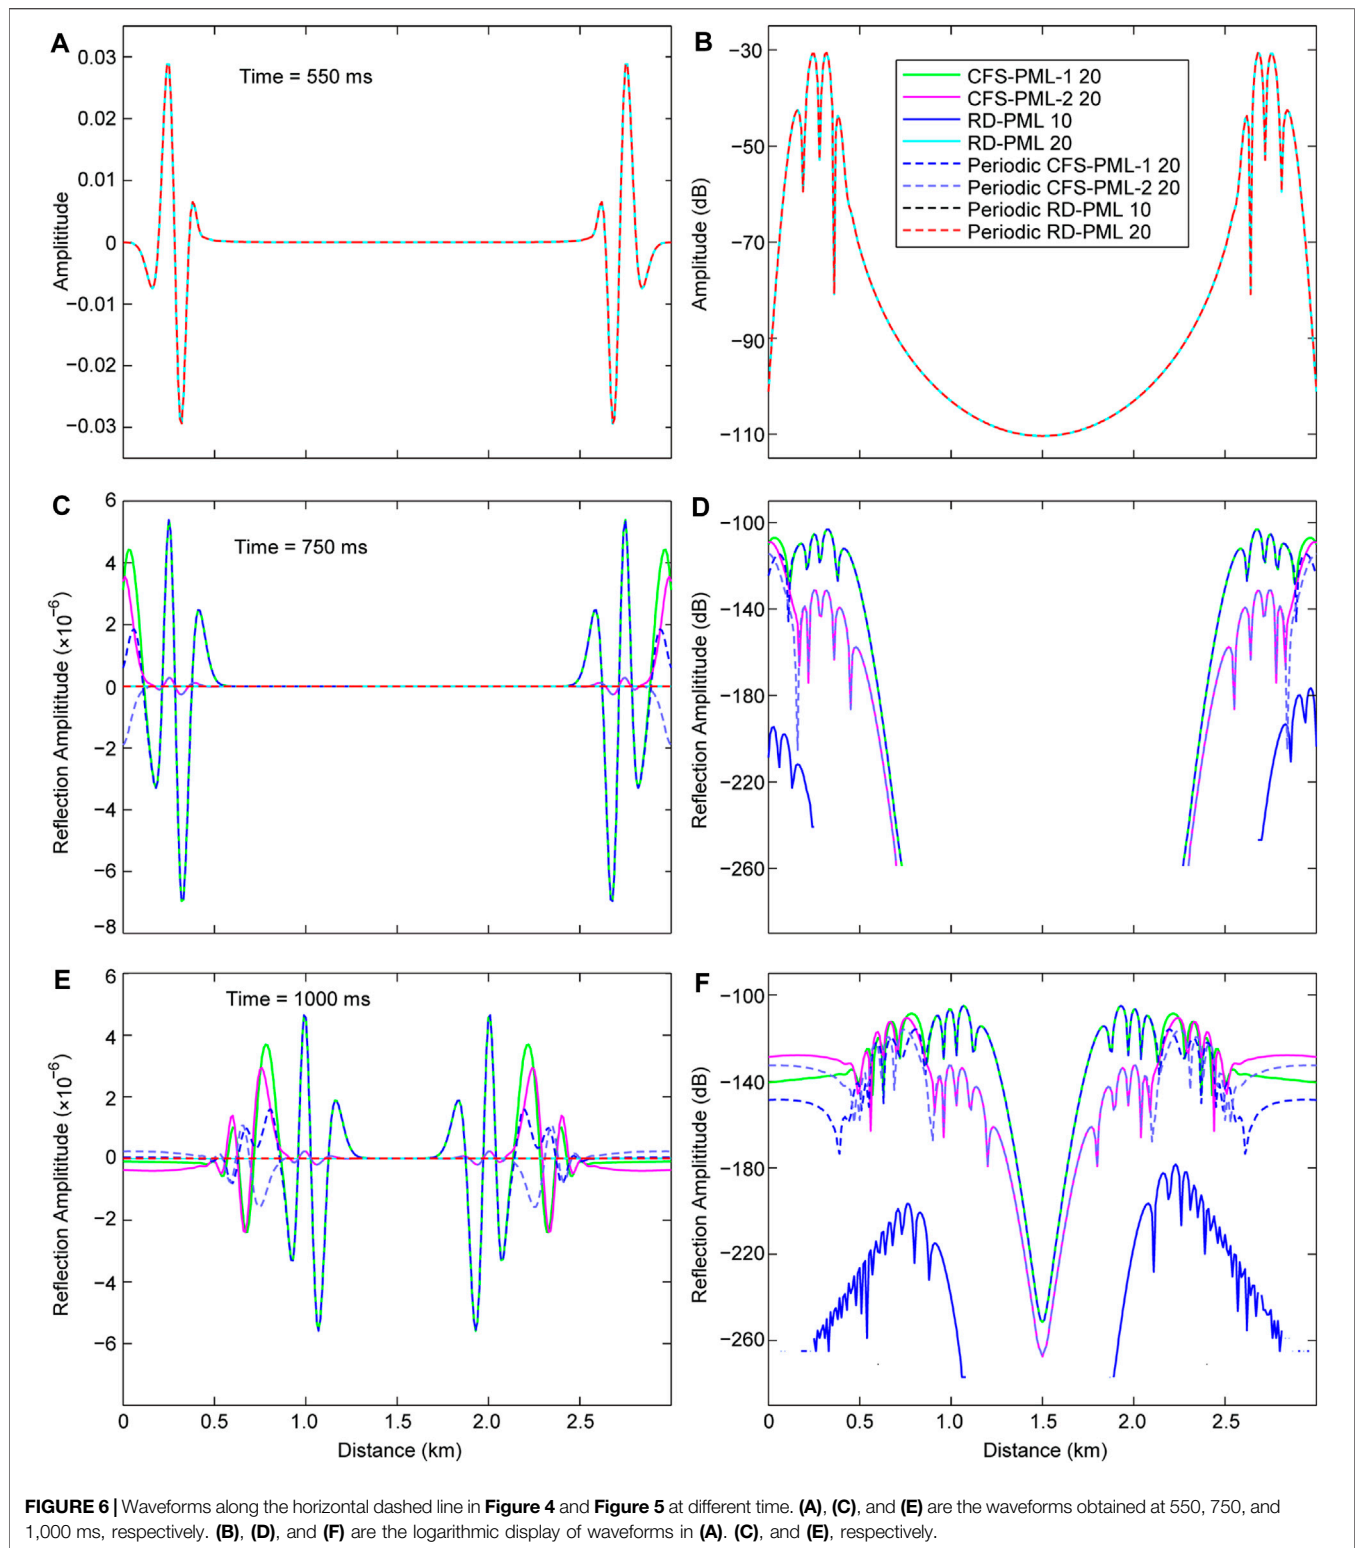 A
Time = 550 ms
Amplitiitude
0.03
0.02
0.01
0
−0.01
−0.02
−0.03
B
Amplitude (dB)
−30
−50
−70
−90
−110
CFS-PML-1 20
CFS-PML-2 20
RD-PML 10
RD-PML 20
Periodic CFS-PML-1 20
Periodic CFS-PML-2 20
Periodic RD-PML 10
Periodic RD-PML 20
C
Time = 750 ms
Reflection Amplitiitude (×10−6)
6
4
2
0
−2
−4
−6
−8
D
Reflection Amplitiitude (dB)
−100
−140
−180
−220
−260
E
Time = 1000 ms
Reflection Amplitiitude (×10−6)
6
4
2
0
−2
−4
−6
0 0.5 1.0 1.5 2.0 2.5
Distance (km)
F
Reflection Amplitiitude (dB)
−100
−140
−180
−220
−260
0 0.5 1.0 1.5 2.0 2.5
Distance (km)
FIGURE 6 | Waveforms along the horizontal dashed line in Figure 4 and Figure 5 at different time. (A), (C), and (E) are the waveforms obtained at 550, 750, and
1,000 ms, respectively. (B), (D), and (F) are the logarithmic display of waveforms in (A). (C), and (E), respectively.